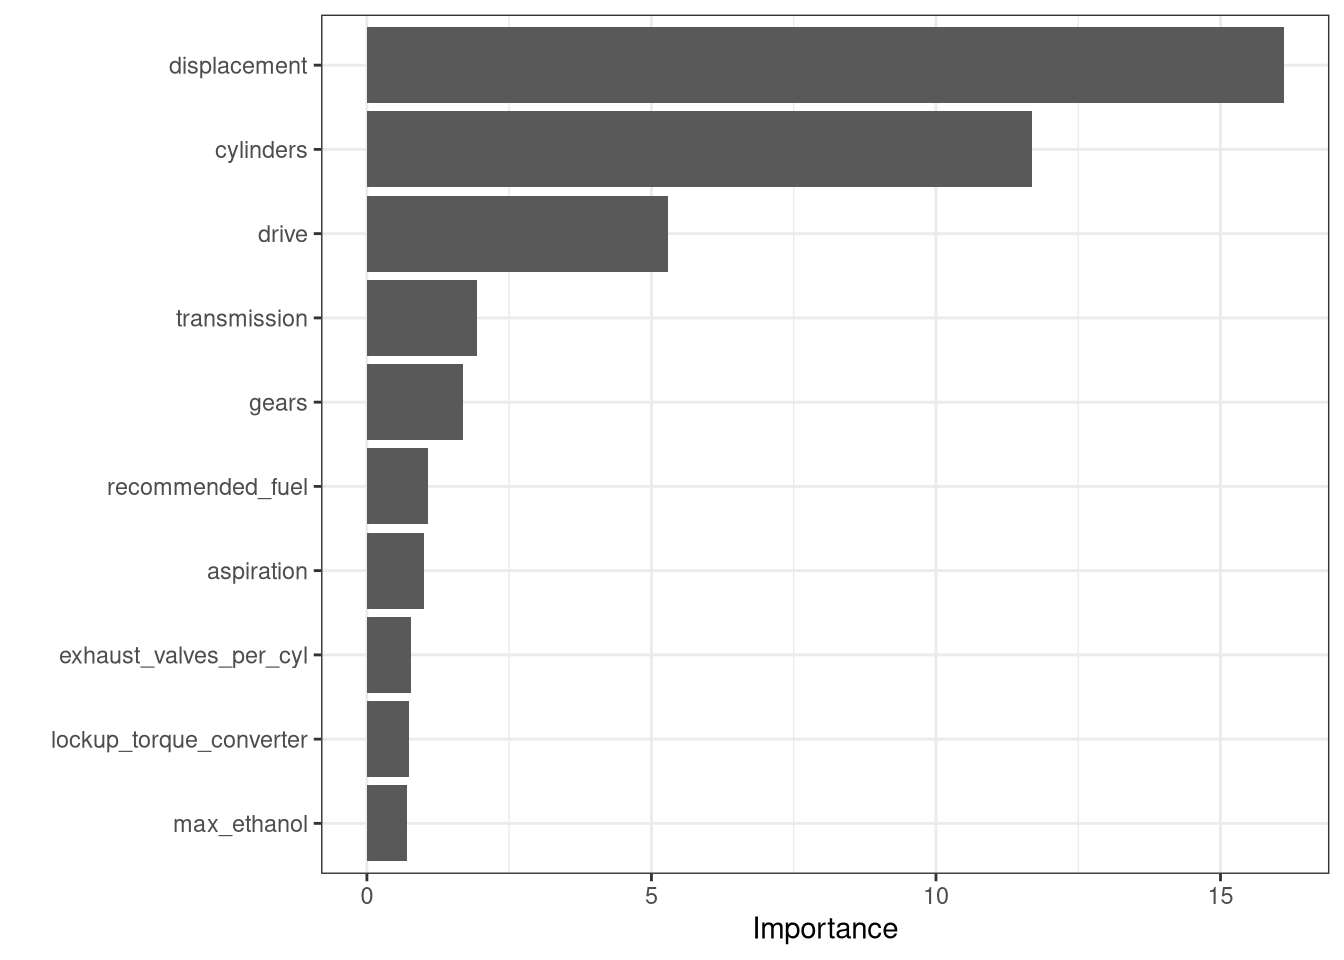 displacement
cylinders
drive
transmission
gears
recommended_fuel
aspiration
exhaust_valves_per_cyl
lockup_torque_converter
max_ethanol
0 5 10 15
Importance